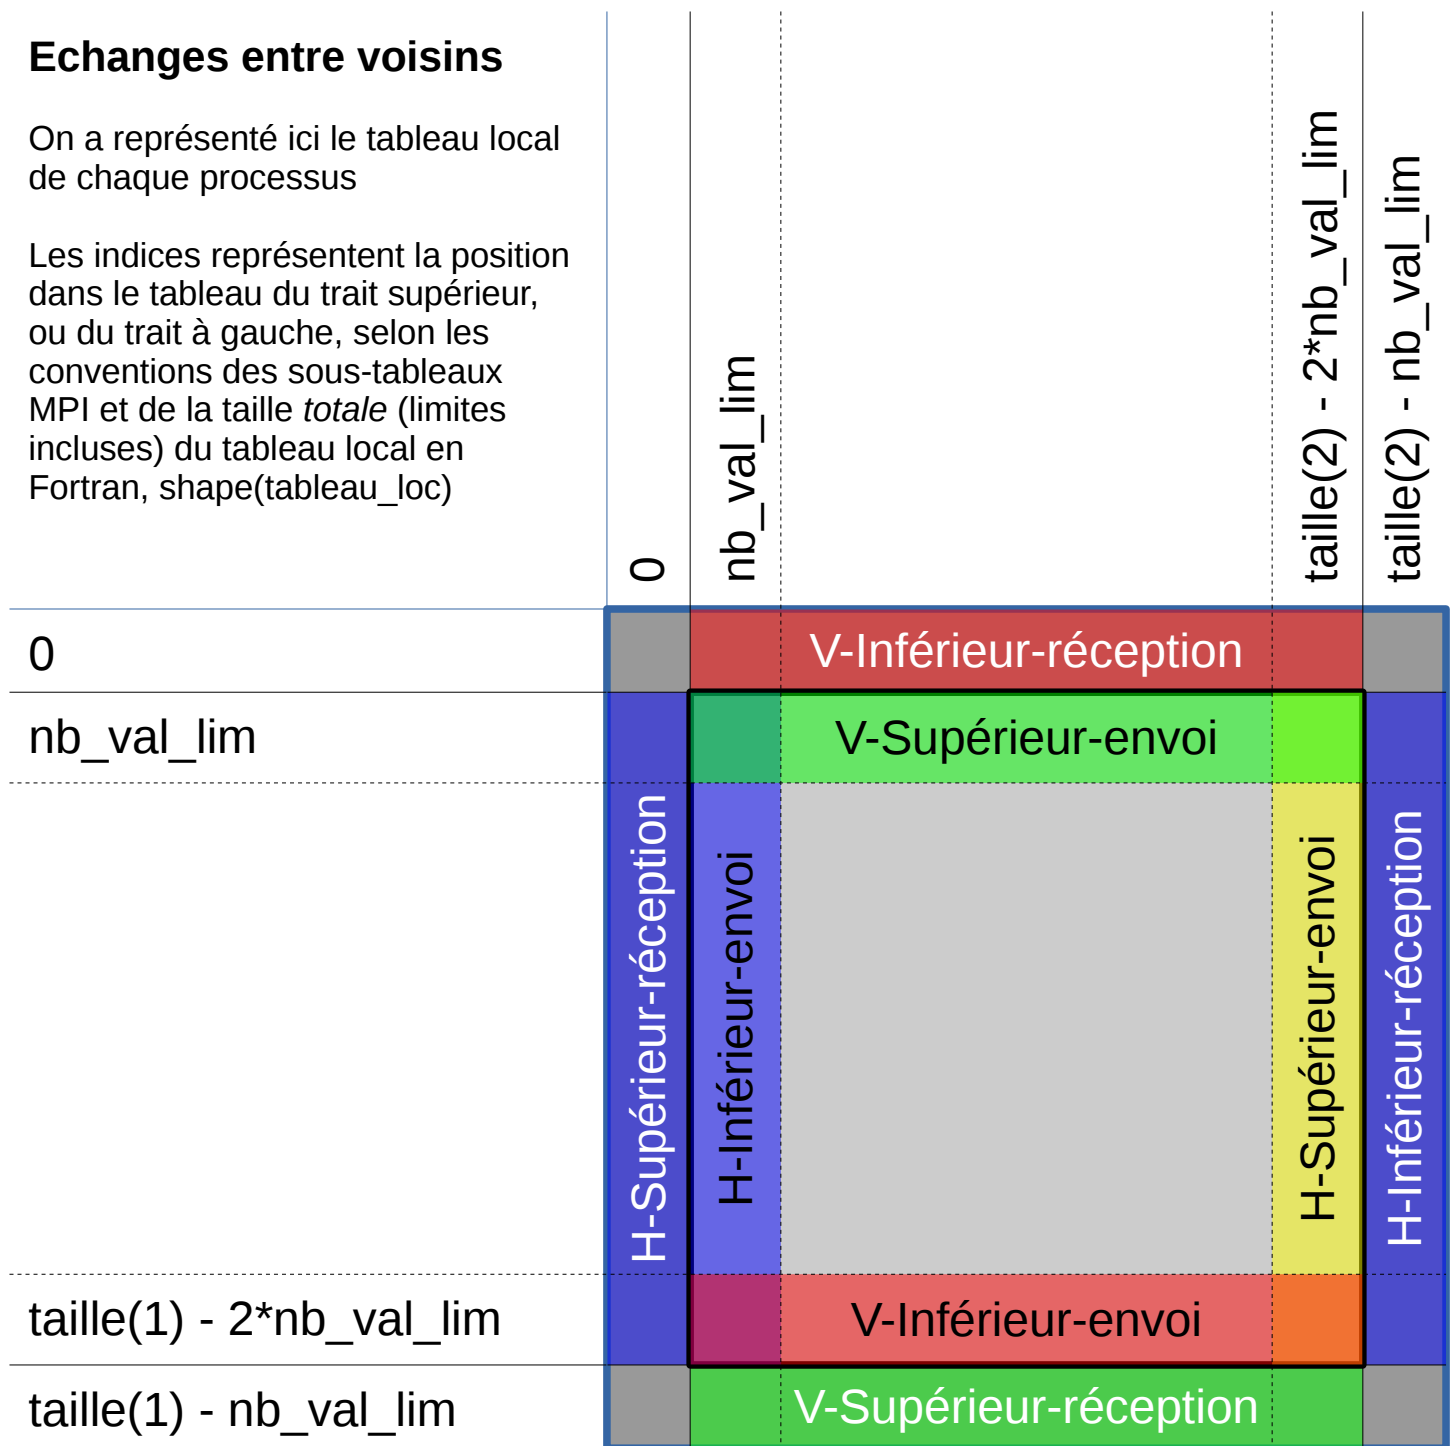 Echanges entre voisins
On a représenté ici le tableau local
de chaque processus
Les indices représentent la position
dans le tableau du trait supérieur,
ou du trait à gauche, selon les
conventions des sous-tableaux
MPI et de la taille totale (limites
incluses) du tableau local en
Fortran, shape(tableau_loc)
0
nb_val_lim
taille(2) - 2*nb_val_lim
taille(2) - nb_val_lim
0
V-Inférieur-réception
nb_val_lim
V-Supérieur-envoi
H-Supérieur-réception
H-Inférieur-envoi
H-Supérieur-envoi
H-Inférieur-réception
taille(1) - 2*nb_val_lim
V-Inférieur-envoi
taille(1) - nb_val_lim
V-Supérieur-réception